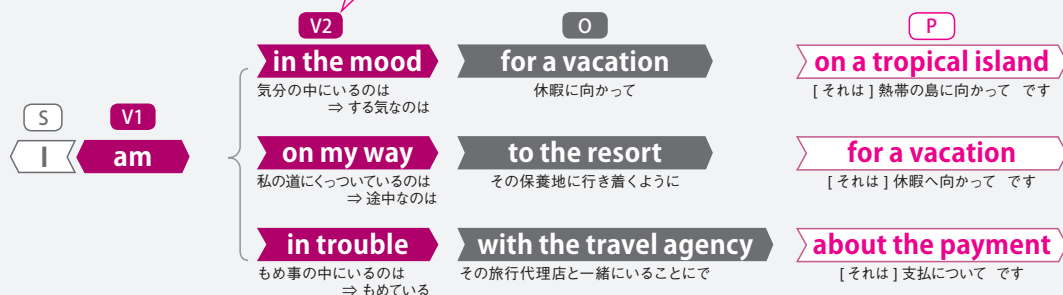 V2 O P
in the mood for a vacation on a tropical island
気分の中にいるのは 休暇に向かって [ それは ] 熱帯の島に向かって です
⇒ する気なのは
S V1
I am
on my way to the resort for a vacation
私の道にくっついているのは その保養地に行き着くように [ それは ] 休暇へ向かって です
⇒ 途中なのは
in trouble with the travel agency about the payment
もめ事の中にいるのは その旅行代理店と一緒にいることにで [ それは ] 支払について です
⇒ もめている